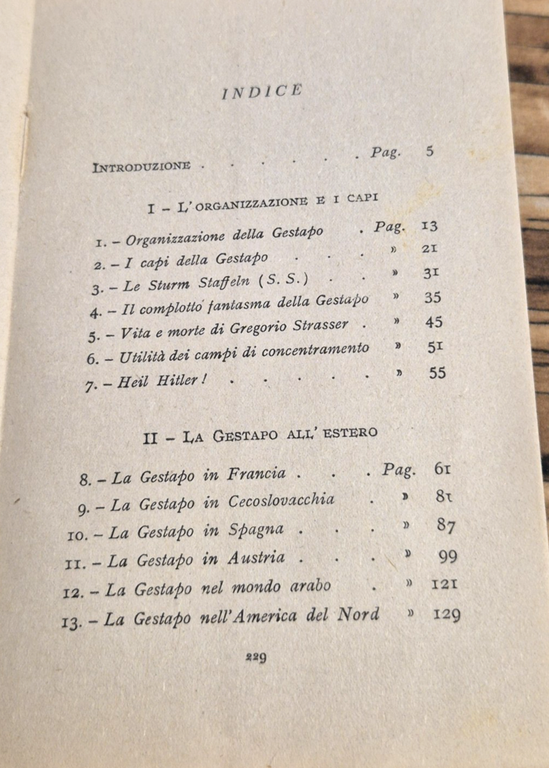 INDICE
INTRODUZIONE . . . . . . Pag. 5
I – L'ORGANIZZAZIONE E I CAPI
1. – Organizzazione della Gestapo . Pag. 13
2. – I capi della Gestapo . . . » 21
3. – Le Sturm Staffeln (S. S.) . . » 31
4. – Il complotto fantasma della Gestapo » 35
5. – Vita e morte di Gregorio Strasser . » 45
6. – Utilità dei campi di concentramento » 51
7. – Heil Hitler! . . . . . » 55
II – LA GESTAPO ALL'ESTERO
8. – La Gestapo in Francia . . . Pag. 61
9. – La Gestapo in Cecoslovacchia . » 81
10. – La Gestapo in Spagna . . . » 87
11. – La Gestapo in Austria . . . » 99
12. – La Gestapo nel mondo arabo . » 121
13. – La Gestapo nell'America del Nord » 129
229